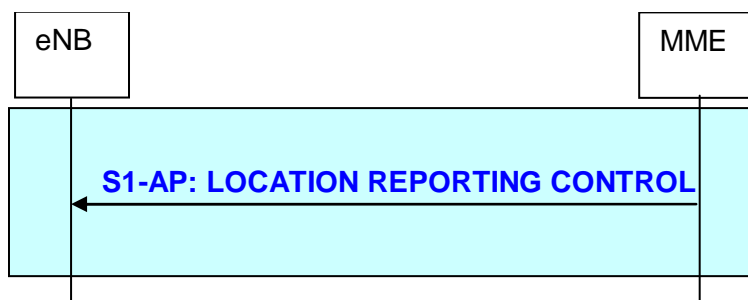 eNB
MME
S1-AP: LOCATION REPORTING CONTROL